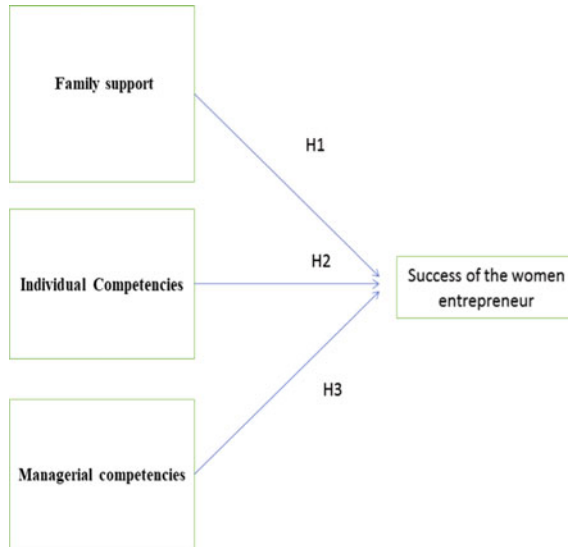 Family support
H1
H2
Individual Competencies
Success of the women
entrepreneur
H3
Managerial competencies